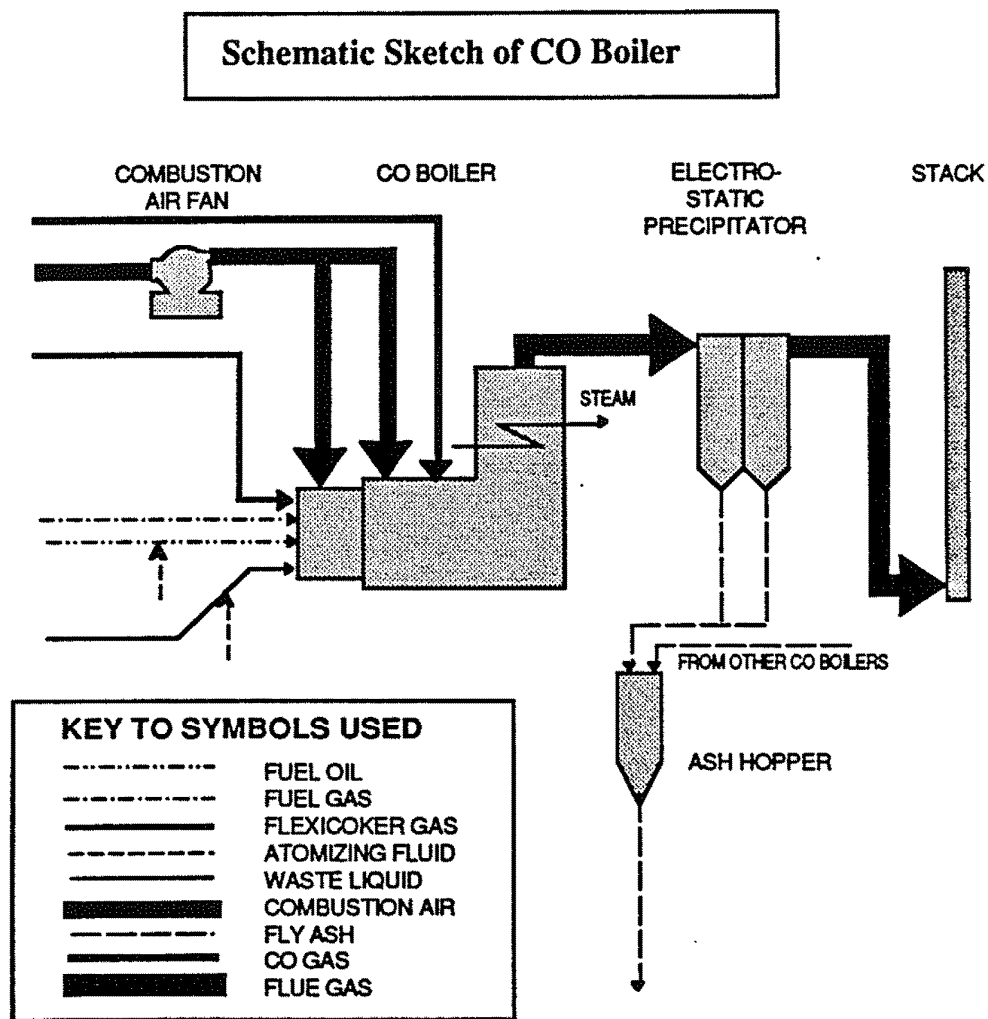 Schematic Sketch of CO Boiler
COMBUSTION
AIR FAN
CO BOILER
ELECTRO-
STATIC
PRECIPITATOR
STACK
STEAM
FROM OTHER CO BOILERS
ASH HOPPER
KEY TO SYMBOLS USED
FUEL OIL
FUEL GAS
FLEXICOKER GAS
ATOMIZING FLUID
WASTE LIQUID
COMBUSTION AIR
FLY ASH
CO GAS
FLUE GAS